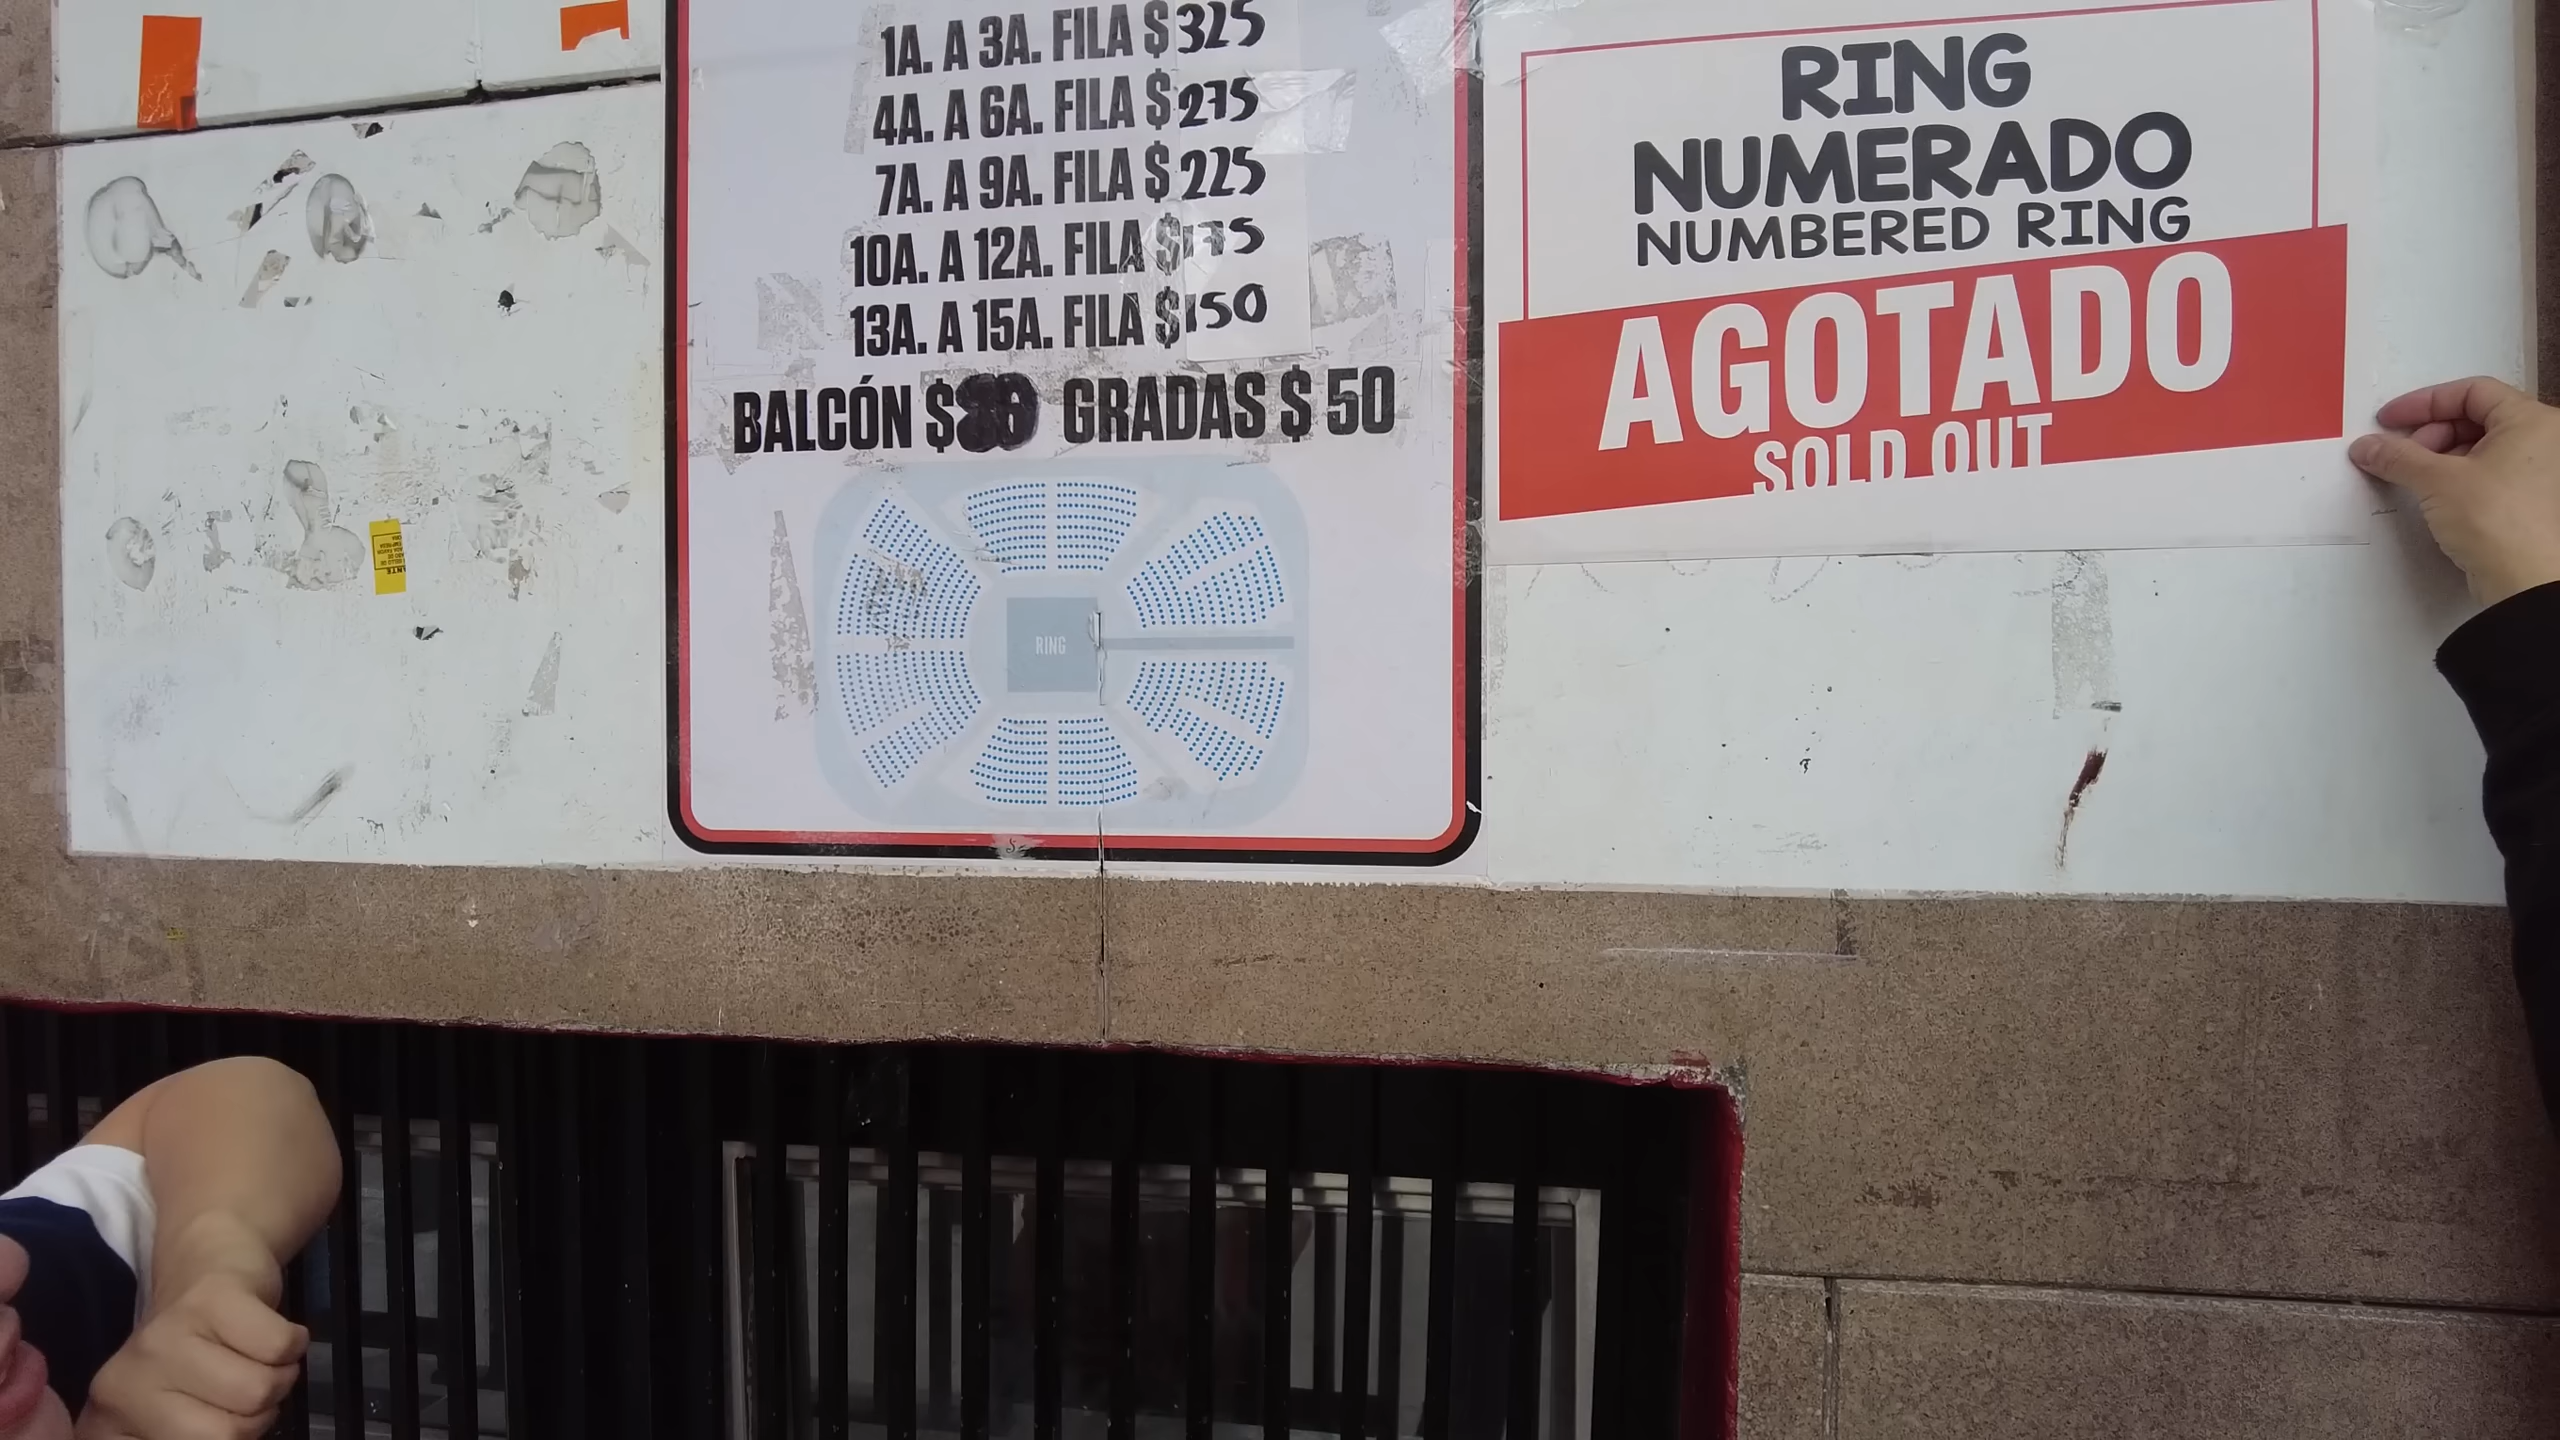 1A. A 3A. FILA $ 325
4A. A 6A. FILA $ 275
7A. A 9A. FILA $ 225
10A. A 12A. FILA $ 175
13A. A 15A. FILA $ 150
BALCÓN $ GRADAS $ 50
RING
RING
NUMERADO
NUMBERED RING
AGOTADO
SOLD OUT